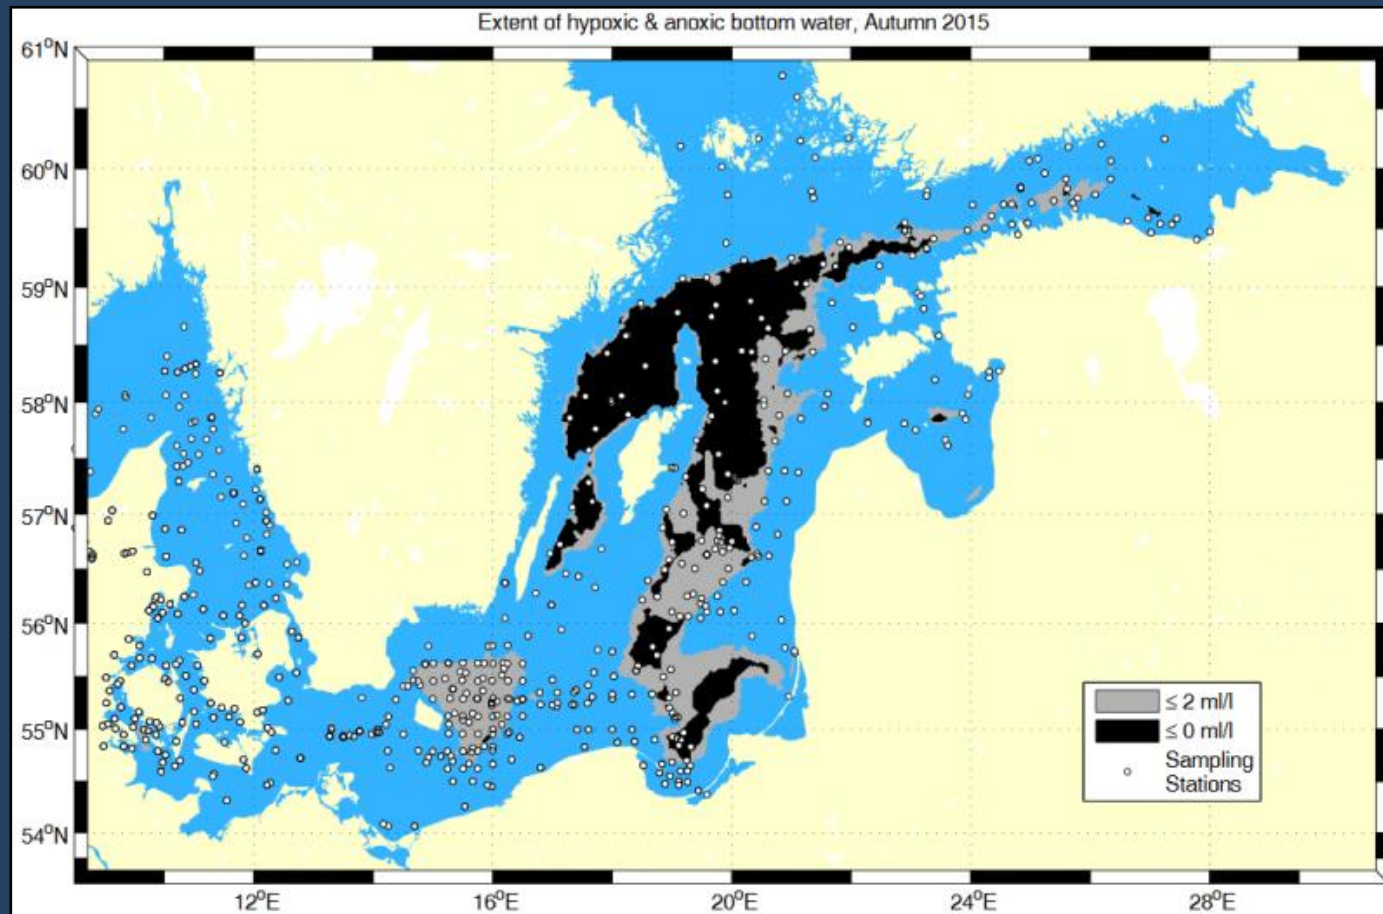 Extent of hypoxic & anoxic bottom water, Autumn 2015
61°N
60°N
59°N
58°N
57°N
56°N
55°N
54°N
≤ 2 ml/l
≤ 0 ml/l
Sampling
Stations
12°E
16°E
20°E
24°E
28°E